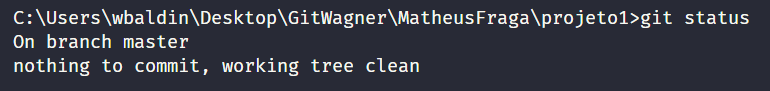 C:\Users\wbaldin\Desktop\GitWagner\MatheusFraga\projeto1>git status
On branch master
nothing to commit, working tree clean